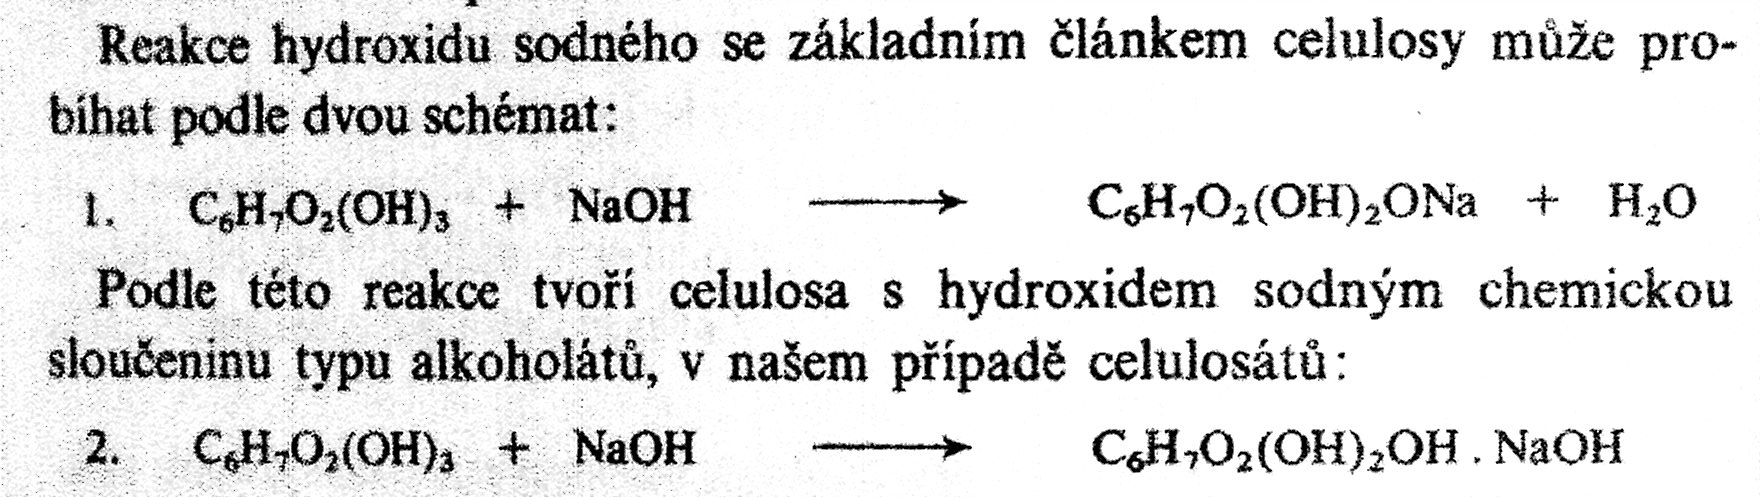 Reakce hydroxidu sodného se základním článkem celulosy může pro-
bíhat podle dvou schémat:
1. C₆H₇O₂(OH)₃ + NaOH ⟶ C₆H₇O₂(OH)₂ONa + H₂O
Podle této reakce tvoří celulosa s hydroxidem sodným chemickou
sloučeninu typu alkoholátů, v našem případě celulosátů:
2. C₆H₇O₂(OH)₃ + NaOH ⟶ C₆H₇O₂(OH)₂OH . NaOH